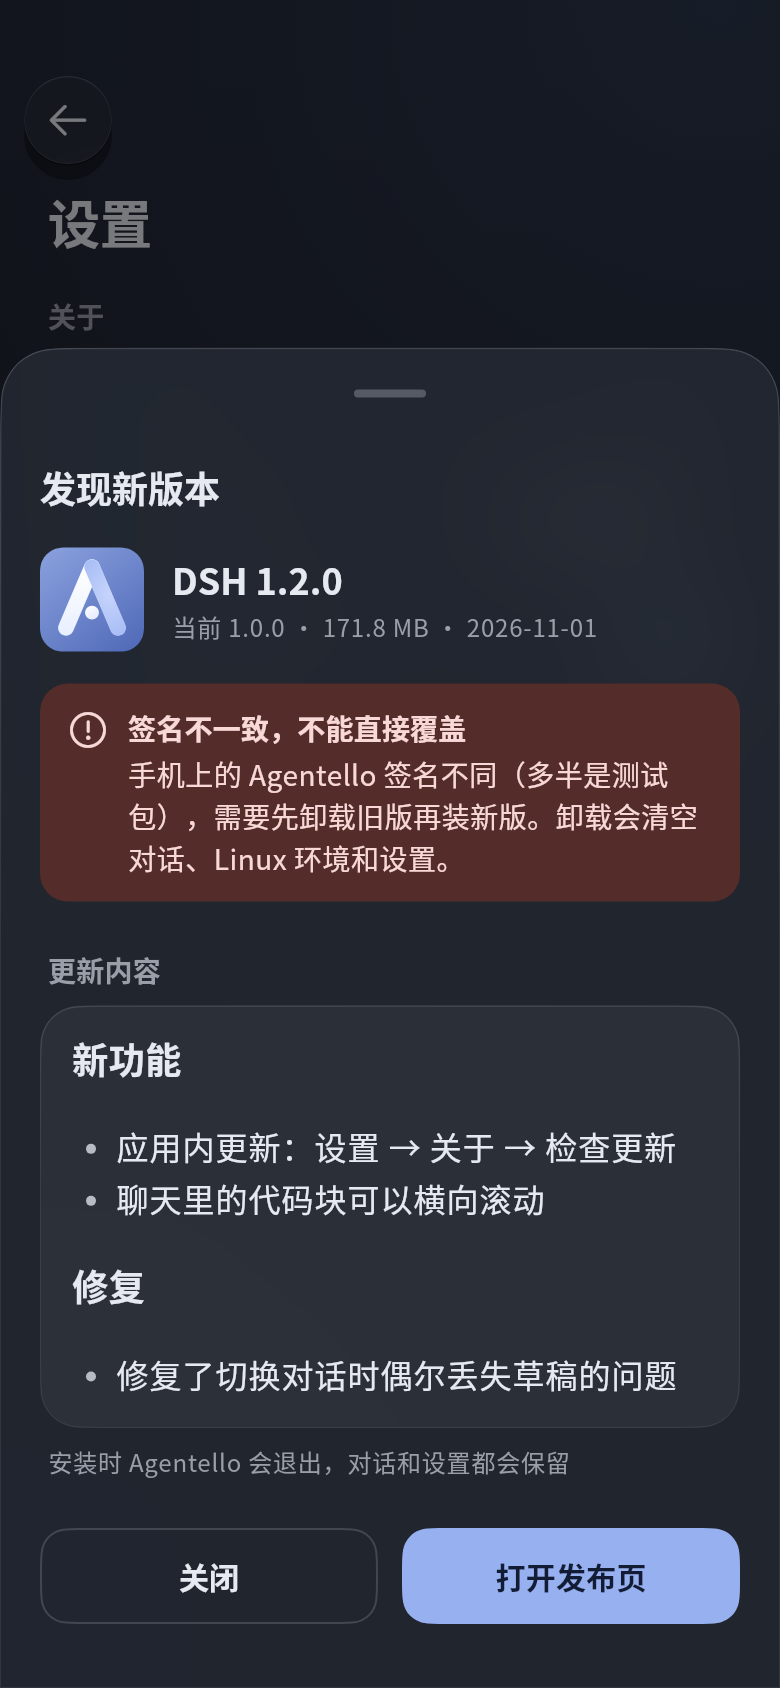 设置
关于
发现新版本
DSH 1.2.0
当前 1.0.0 · 171.8 MB · 2026-11-01
签名不一致，不能直接覆盖
手机上的 Agentello 签名不同（多半是测试
包），需要先卸载旧版再装新版。卸载会清空
对话、Linux 环境和设置。
更新内容
新功能
• 应用内更新：设置 → 关于 → 检查更新
• 聊天里的代码块可以横向滚动
修复
• 修复了切换对话时偶尔丢失草稿的问题
安装时 Agentello 会退出，对话和设置都会保留
关闭
打开发布页